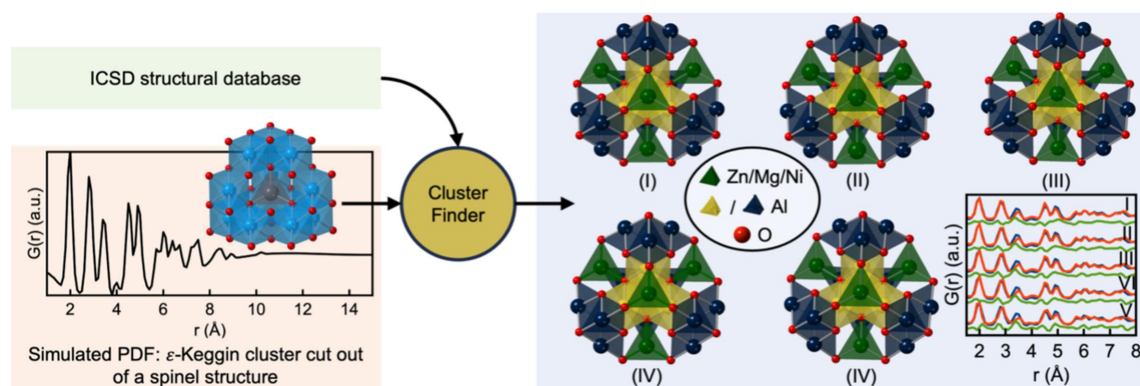 ICSD structural database
G(r) (a.u.)
2 4 6 8 10 12 14
r (Å)
Simulated PDF: ε-Keggin cluster cut out
of a spinel structure
Cluster
Finder
(I)
(II)
(III)
Zn/Mg/Ni
/ Al
O
(IV)
(IV)
G(r) (a.u.)
I
II
III
VI
V
2 3 4 5 6 7 8
r (Å)